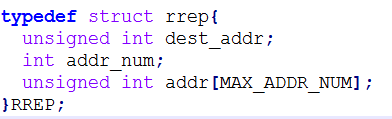 typedef struct rrep{
  unsigned int dest_addr;
  int addr_num;
  unsigned int addr[MAX_ADDR_NUM];
}RREP;